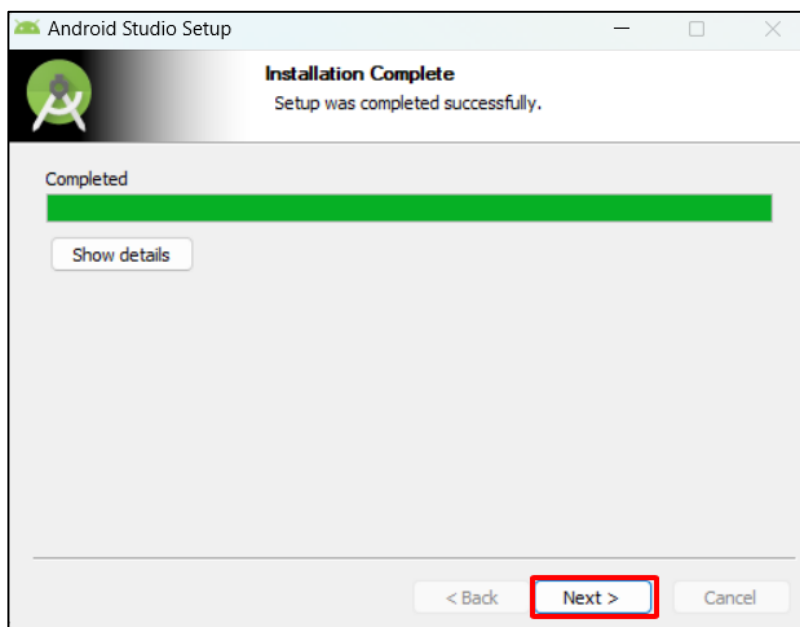 Android Studio Setup
Installation Complete
Setup was completed successfully.
Completed
Show details
< Back Next > Cancel